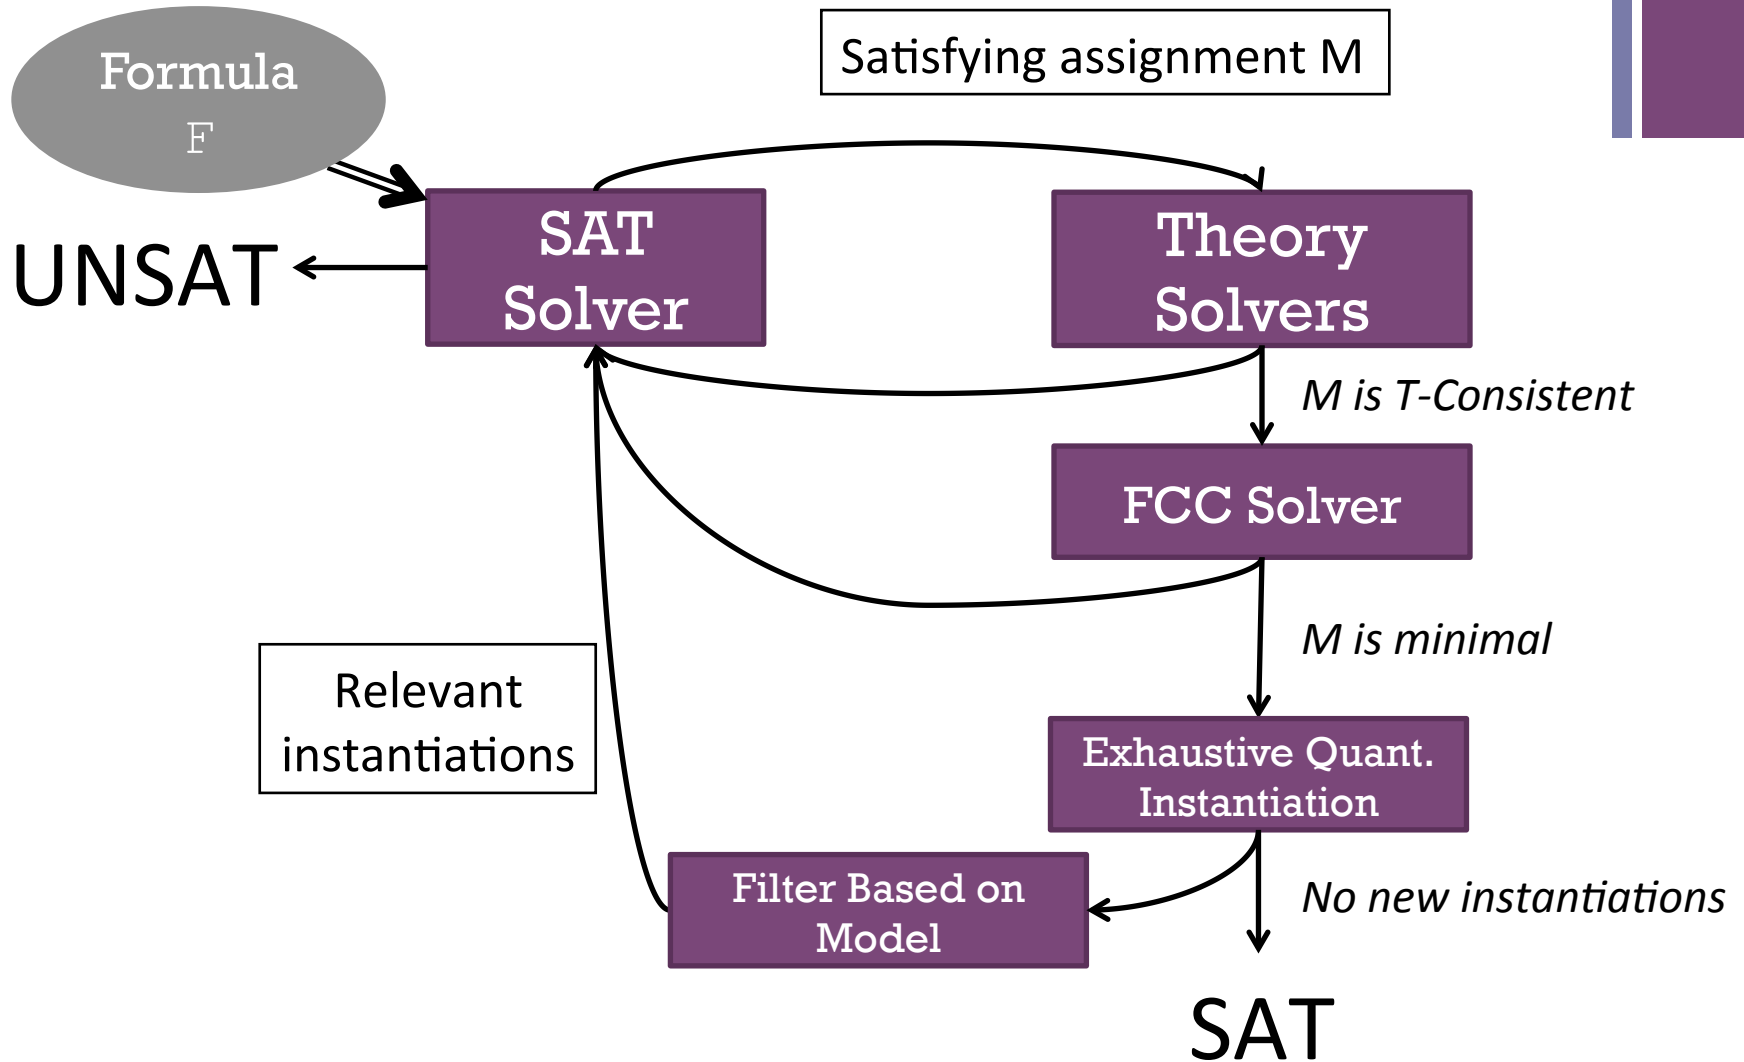 Formula
F
Satisfying assignment M
SAT
Solver
Theory
Solvers
UNSAT
M is T-Consistent
FCC Solver
M is minimal
Relevant
instantiations
Exhaustive Quant.
Instantiation
Filter Based on
Model
No new instantiations
SAT